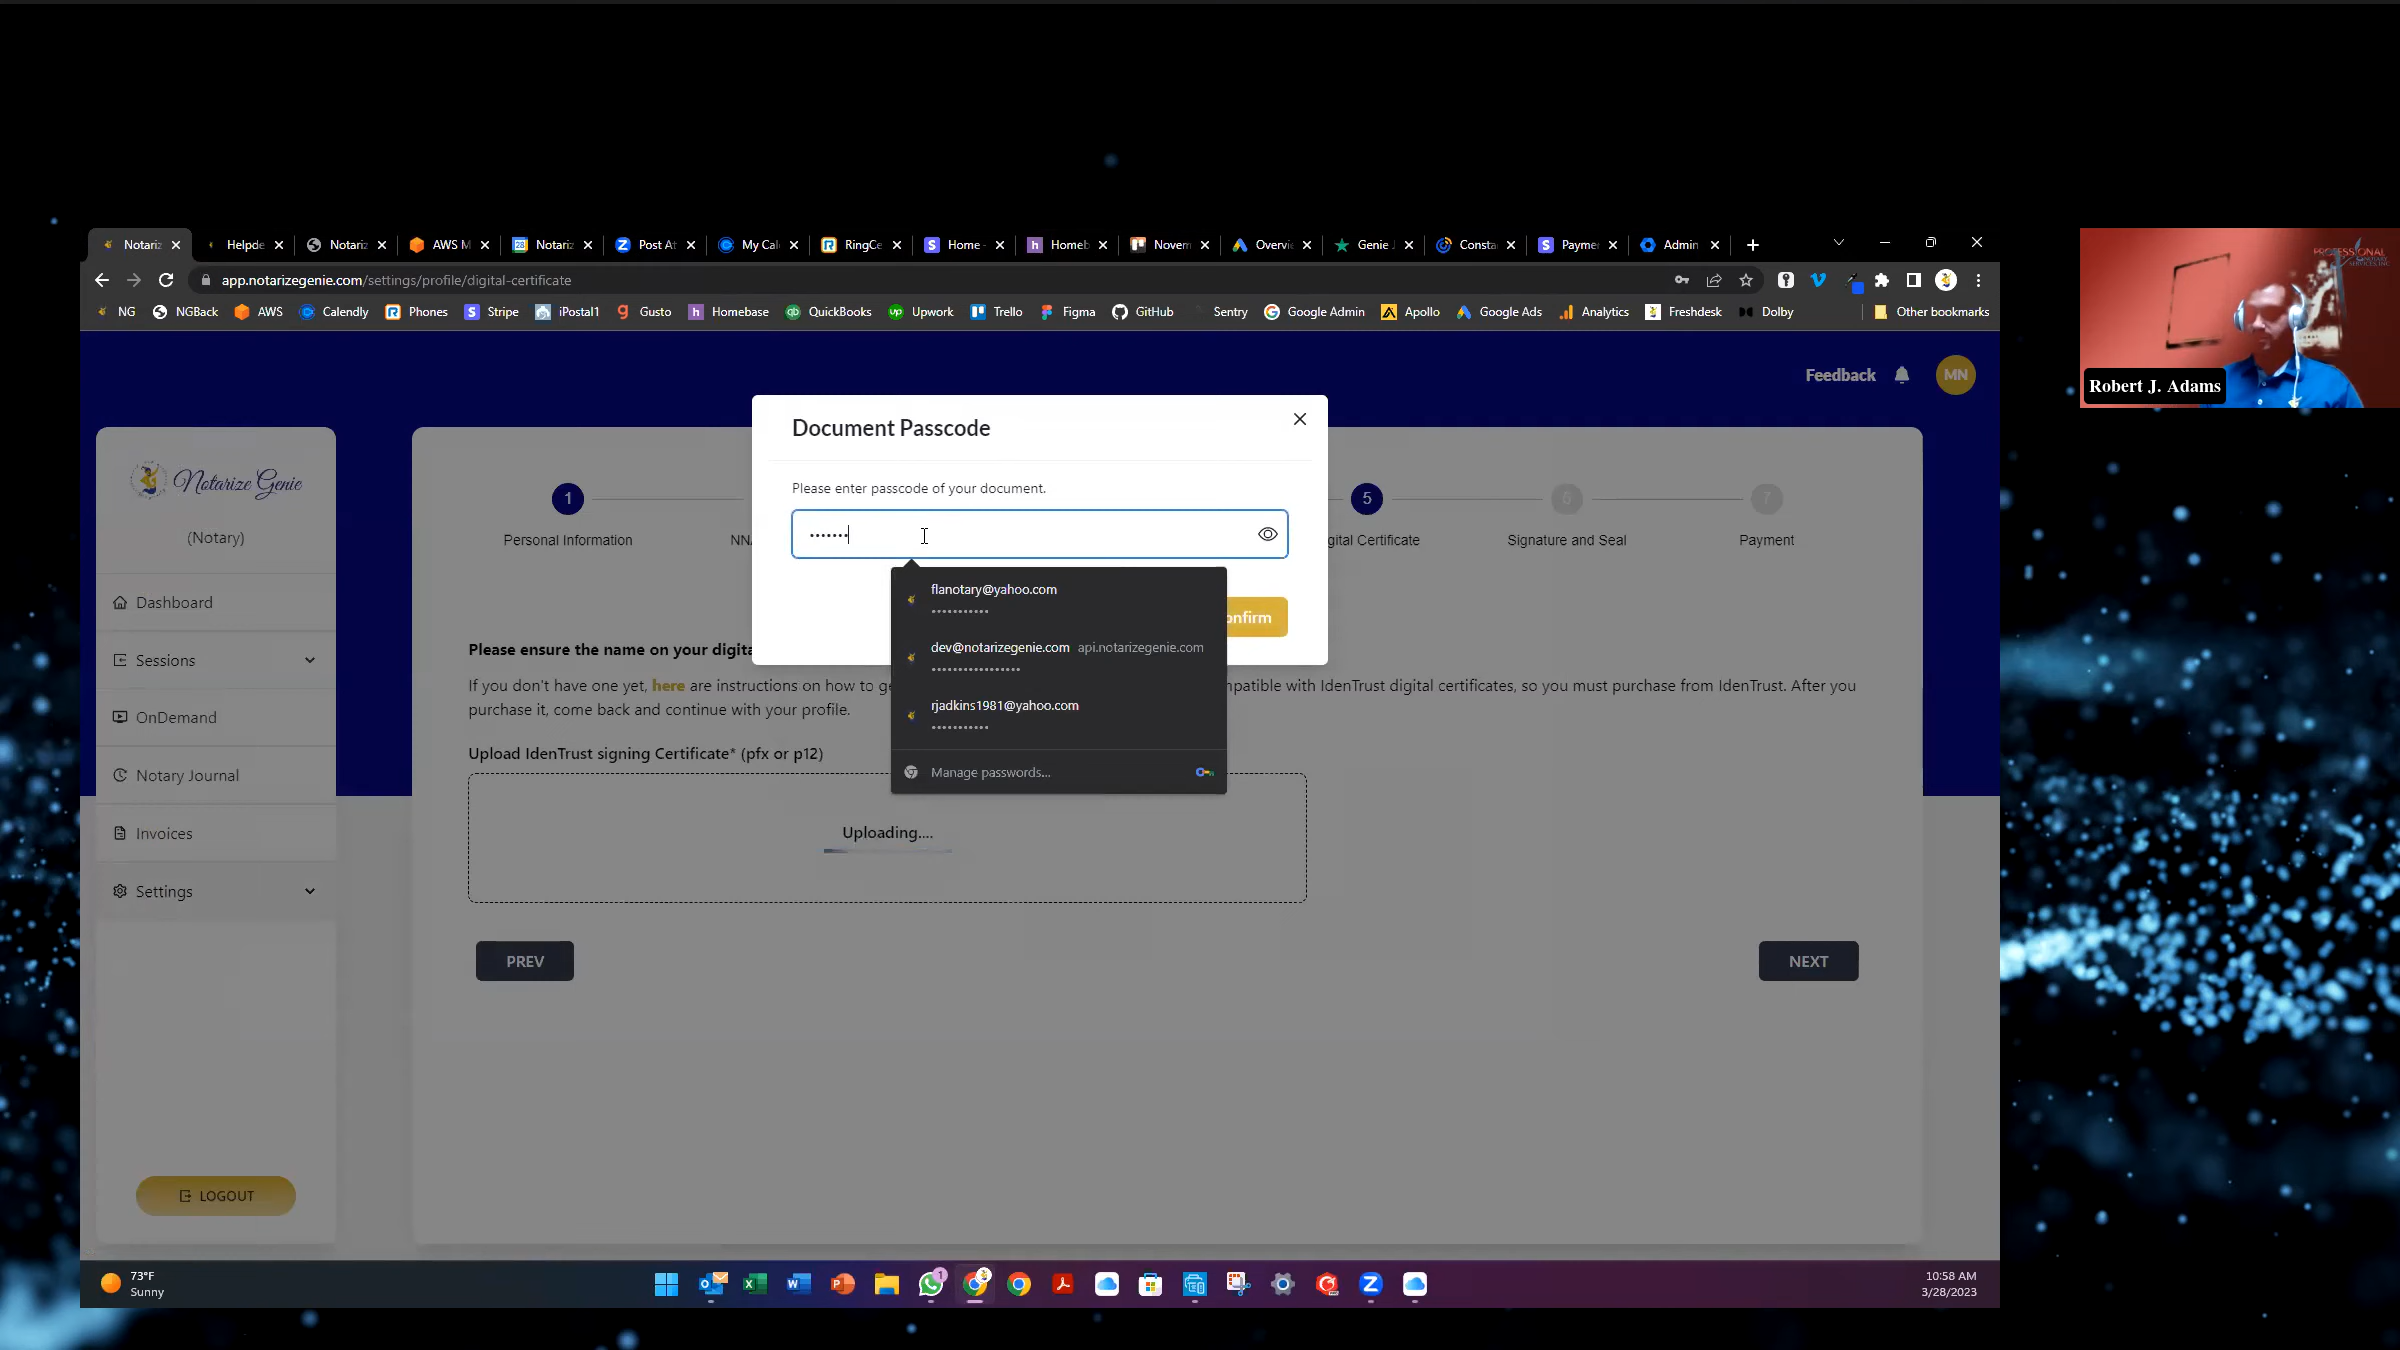 Notariz
Helpde
Notariz
AWS M
Notariz
Post At
My Cal
RingCe
Home -
Homeb
Novem
Overvie
Genie
Consta
Paymen
Admin
app.notarizegenie.com/settings/profile/digital-certificate
NG
NGBack
AWS
Calendly
Phones
Stripe
iPostal1
Gusto
Homebase
QuickBooks
Upwork
Trello
Figma
GitHub
Sentry
Google Admin
Apollo
Google Ads
Analytics
Freshdesk
Dolby
Other bookmarks
PROFESSIONAL
Robert J. Adams
Feedback
MN
Notarize Genie
(Notary)
Dashboard
Sessions
OnDemand
Notary Journal
Invoices
Settings
LOGOUT
Document Passcode
Please enter passcode of your document.
•••••••
onfirm
flanotary@yahoo.com
•••••••••••
dev@notarizegenie.com api.notarizegenie.com
•••••••••••••••••
rjadkins1981@yahoo.com
•••••••••••
Manage passwords...
1
5
6
7
Personal Information
NN
gital Certificate
Signature and Seal
Payment
Please ensure the name on your digita
If you don't have one yet, here are instructions on how to ge
mpatible with IdenTrust digital certificates, so you must purchase from IdenTrust. After you
purchase it, come back and continue with your profile.
Upload IdenTrust signing Certificate* (pfx or p12)
Uploading....
PREV
NEXT
73°F
Sunny
1
10:58 AM
3/28/2023